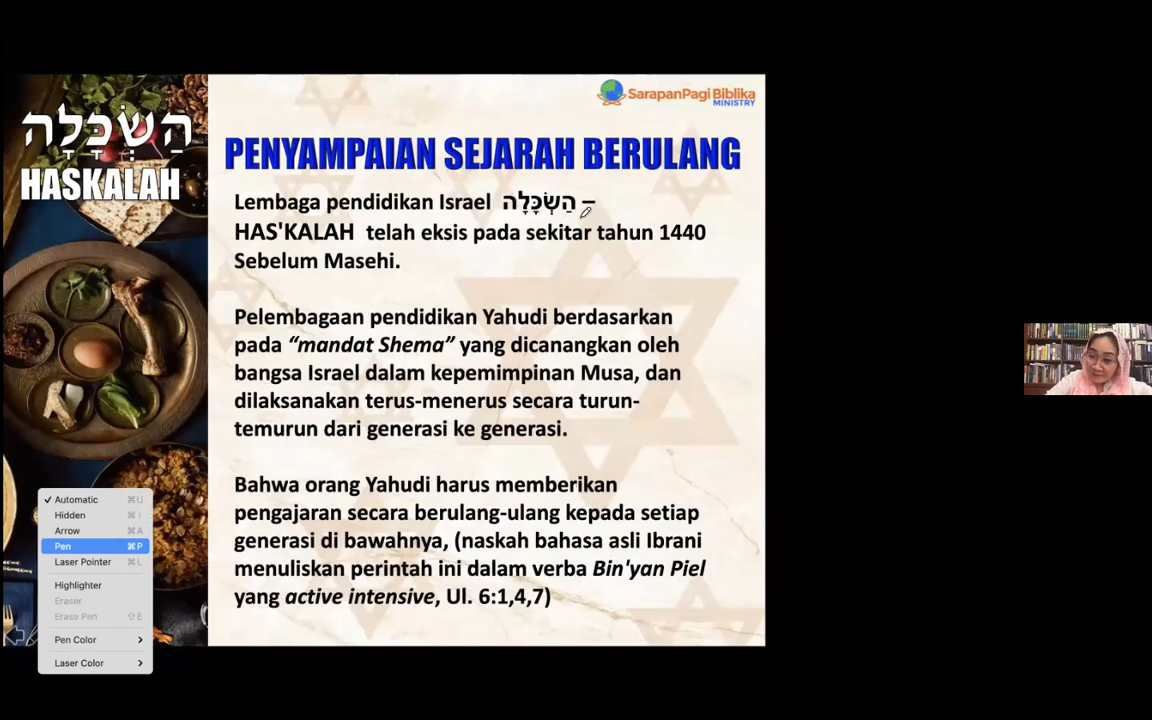 SarapanPagi Biblika
MINISTRY
הַשְׂכָּלָה
HASKALAH
PENYAMPAIAN SEJARAH BERULANG
Lembaga pendidikan Israel הַשְׂכָּלָה –
HAS'KALAH telah eksis pada sekitar tahun 1440
Sebelum Masehi.
Pelembagaan pendidikan Yahudi berdasarkan
pada “mandat Shema” yang dicanangkan oleh
bangsa Israel dalam kepemimpinan Musa, dan
dilaksanakan terus-menerus secara turun-
temurun dari generasi ke generasi.
Bahwa orang Yahudi harus memberikan
pengajaran secara berulang-ulang kepada setiap
generasi di bawahnya, (naskah bahasa asli Ibrani
menuliskan perintah ini dalam verba Bin'yan Piel
yang active intensive, Ul. 6:1,4,7)
✓ Automatic ⌘U
Hidden ⌘I
Arrow ⌘A
Pen ⌘P
Laser Pointer ⌘L
Highlighter
Eraser
Erase Pen ⇧E
Pen Color >
Laser Color >